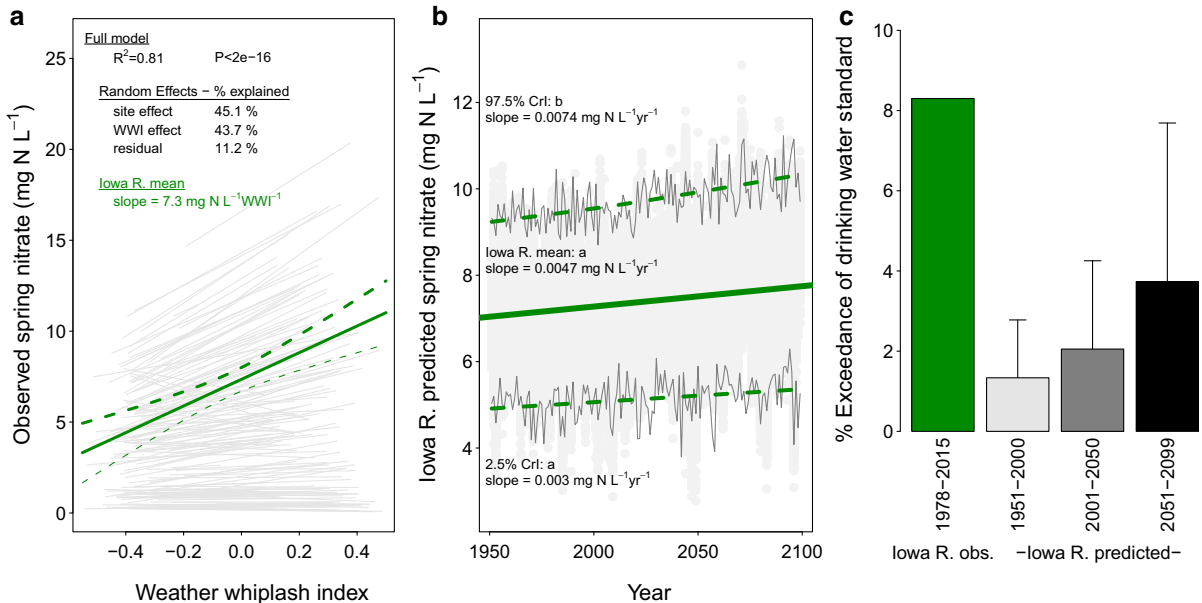 a
Full model
R²=0.81 P<2e−16
Random Effects − % explained
site effect 45.1 %
WWI effect 43.7 %
residual 11.2 %
Iowa R. mean
slope = 7.3 mg N L⁻¹WWI⁻¹
Observed spring nitrate (mg N L⁻¹)
25
20
15
10
5
0
−0.4 −0.2 0.0 0.2 0.4
Weather whiplash index
b
97.5% CrI: b
slope = 0.0074 mg N L⁻¹yr⁻¹
Iowa R. mean: a
slope = 0.0047 mg N L⁻¹yr⁻¹
2.5% CrI: a
slope = 0.003 mg N L⁻¹yr⁻¹
Iowa R. predicted spring nitrate (mg N L⁻¹)
12
10
8
6
4
1950 2000 2050 2100
Year
c
% Exceedance of drinking water standard
10
8
6
4
2
0
1978−2015
1951−2000
2001−2050
2051−2099
Iowa R. obs. −Iowa R. predicted−